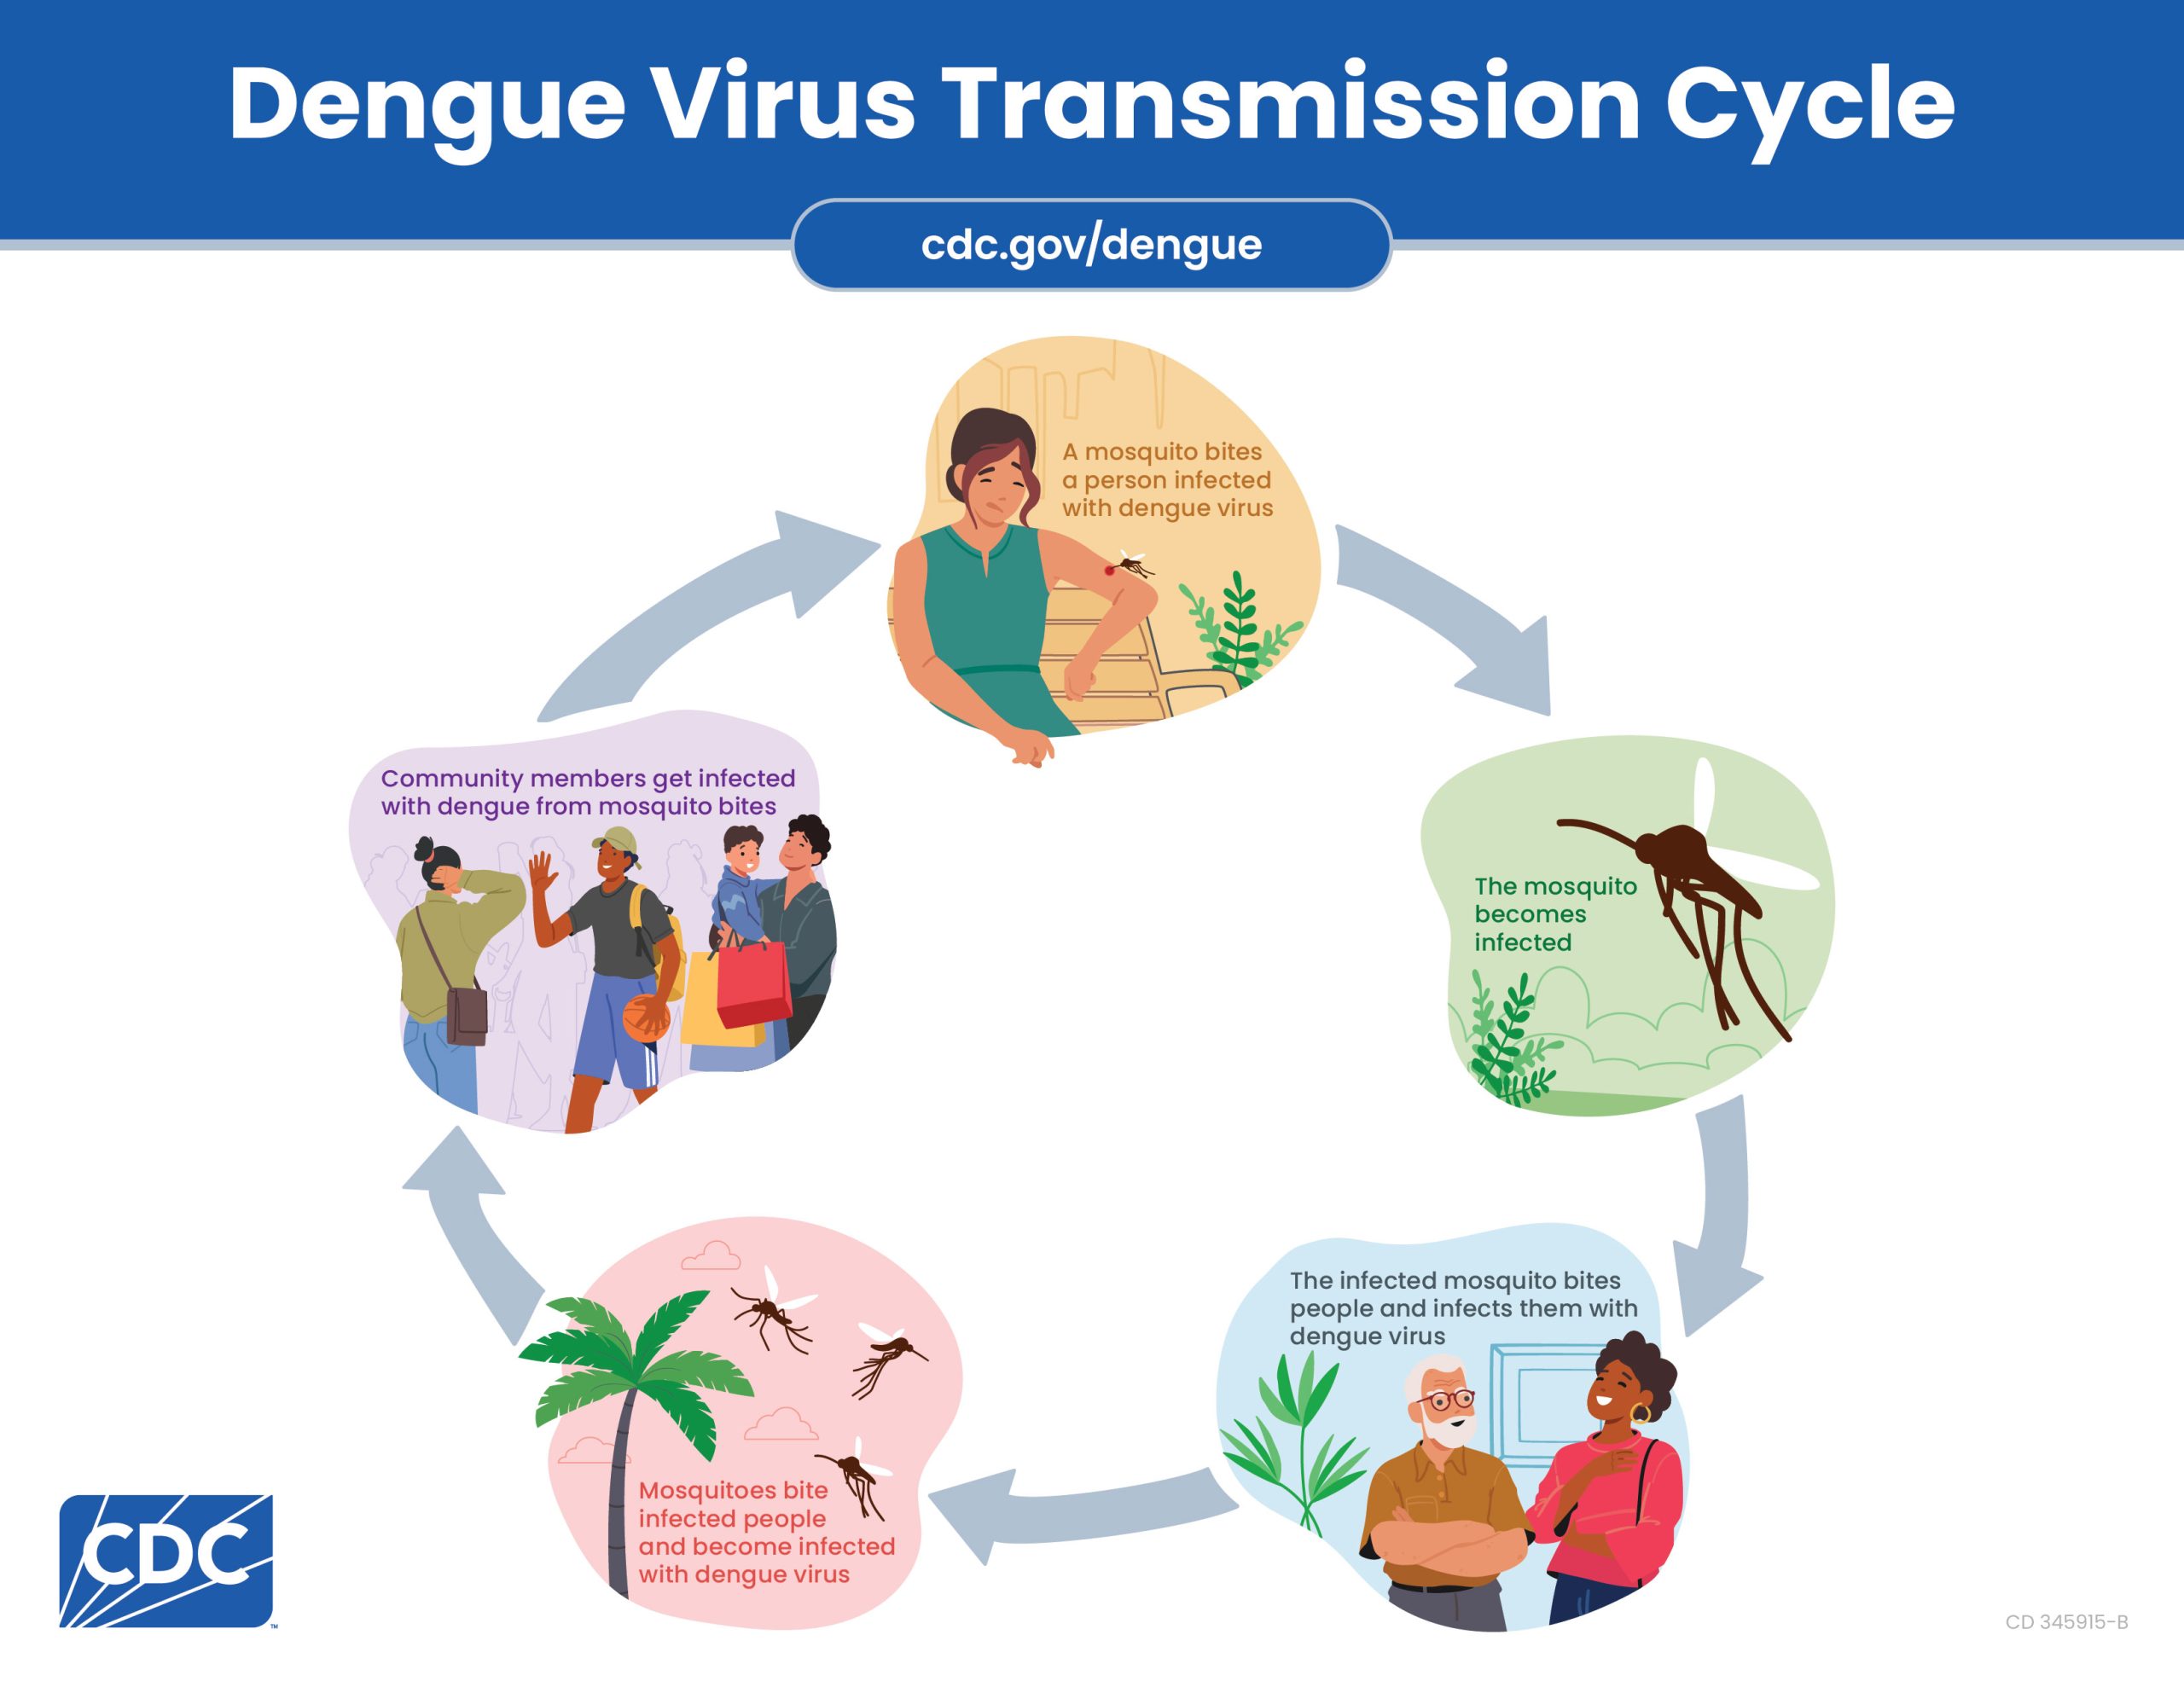 Dengue Virus Transmission Cycle
cdc.gov/dengue
A mosquito bites
a person infected
with dengue virus
The mosquito
becomes
infected
The infected mosquito bites
people and infects them with
dengue virus
Mosquitoes bite
infected people
and become infected
with dengue virus
Community members get infected
with dengue from mosquito bites
CDC
TM
CD 345915-B